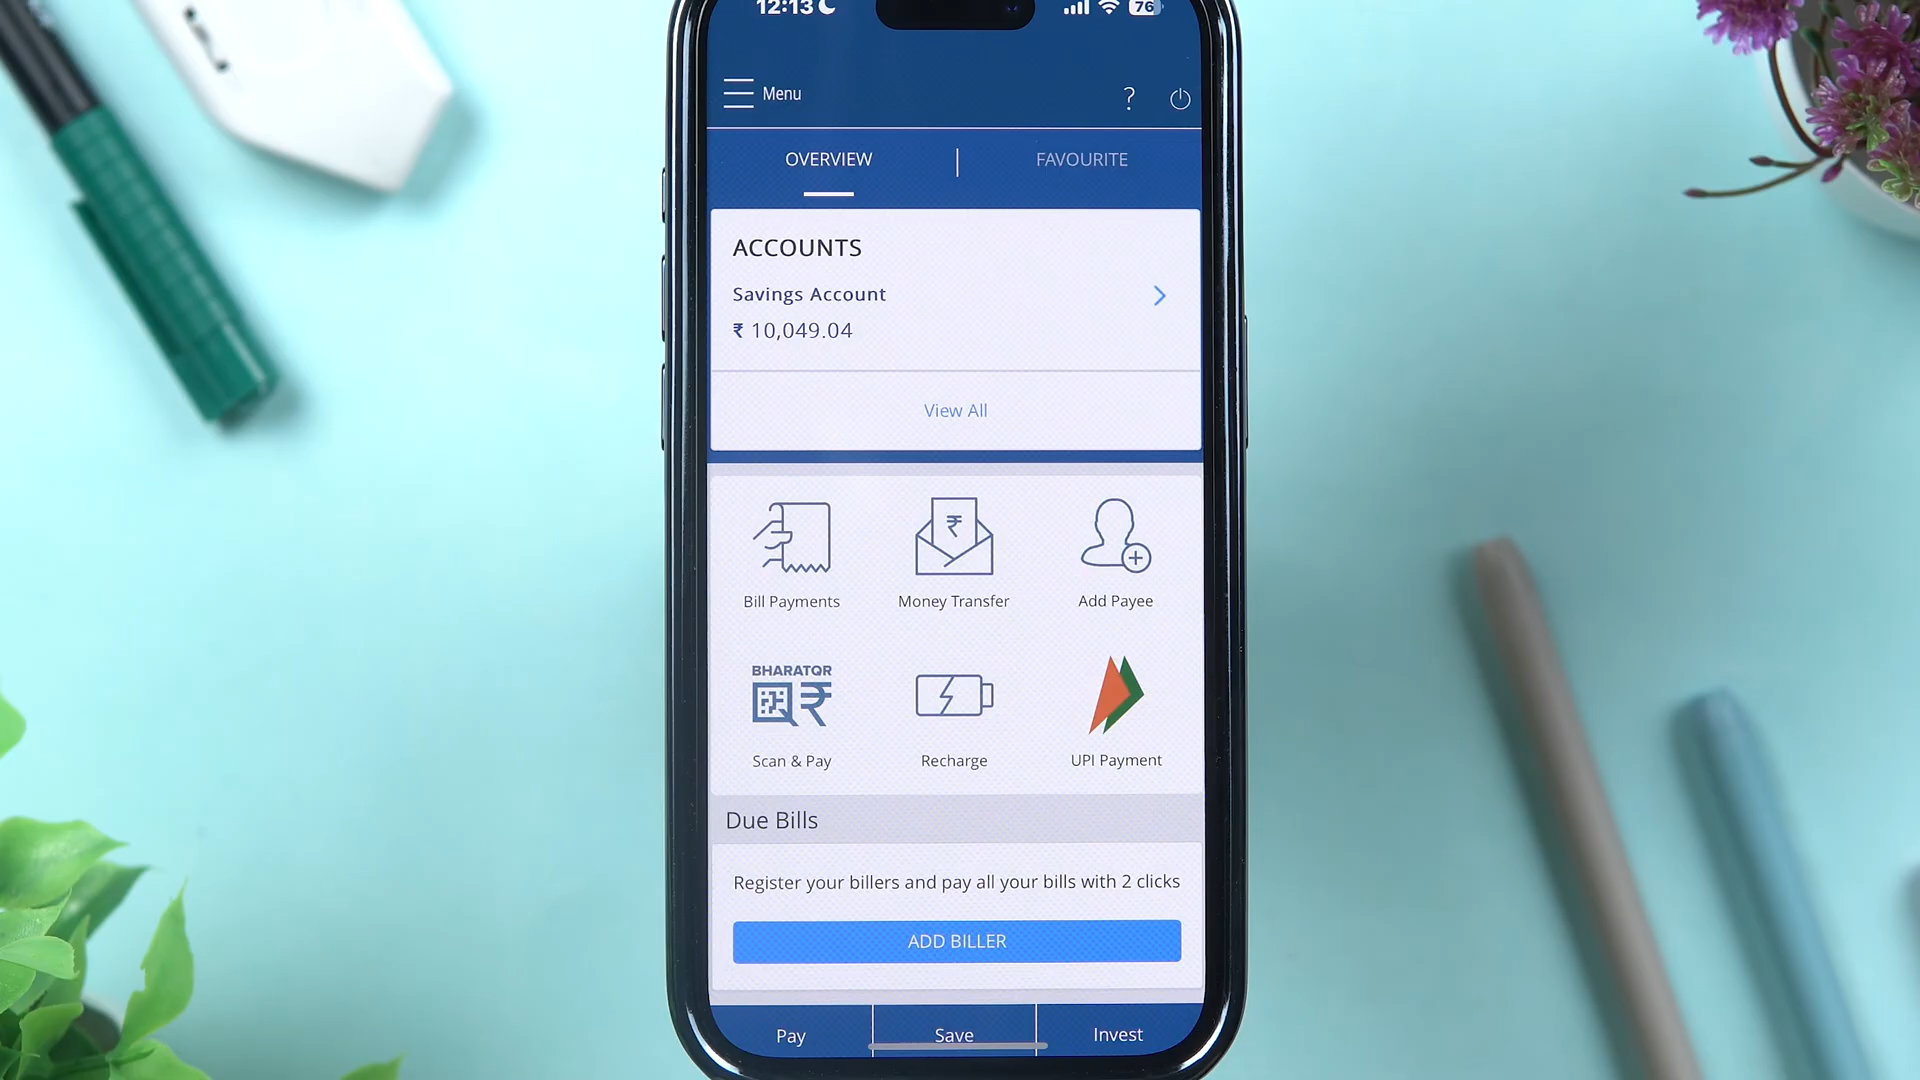 12:13
76
Menu
?
OVERVIEW | FAVOURITE
ACCOUNTS
Savings Account
₹ 10,049.04
View All
₹
Bill Payments
Money Transfer
Add Payee
BHARATQR
₹
Scan & Pay
Recharge
UPI Payment
Due Bills
Register your billers and pay all your bills with 2 clicks
ADD BILLER
Pay
Save
Invest